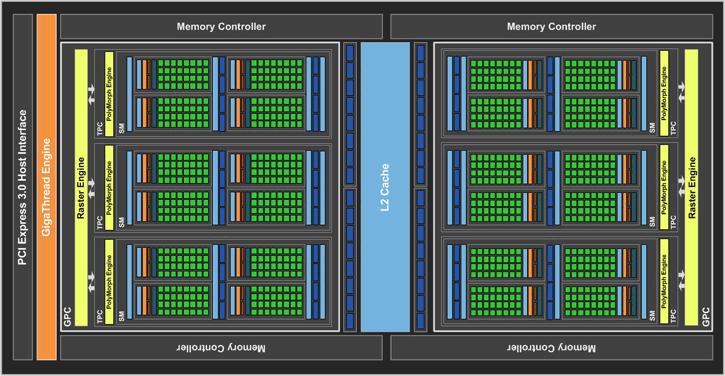 PCI Express 3.0 Host Interface
GigaThread Engine
Memory Controller
Memory Controller
GPC
Raster Engine
TPC
PolyMorph Engine
SM
TPC
PolyMorph Engine
SM
TPC
PolyMorph Engine
SM
L2 Cache
SM
PolyMorph Engine
TPC
SM
PolyMorph Engine
TPC
SM
PolyMorph Engine
TPC
Raster Engine
GPC
Memory Controller
Memory Controller